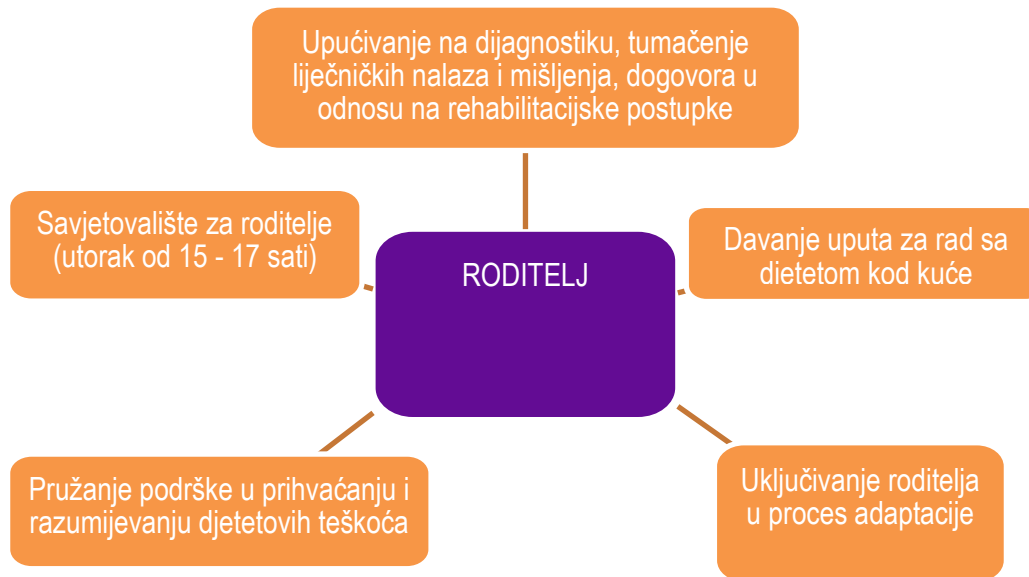 Upućivanje na dijagnostiku, tumačenje
liječničkih nalaza i mišljenja, dogovora u
odnosu na rehabilitacijske postupke
Savjetovalište za roditelje
(utorak od 15 - 17 sati)
RODITELJ
Davanje uputa za rad sa
dietetom kod kuće
Pružanje podrške u prihvaćanju i
razumijevanju djetetovih teškoća
Uključivanje roditelja
u proces adaptacije